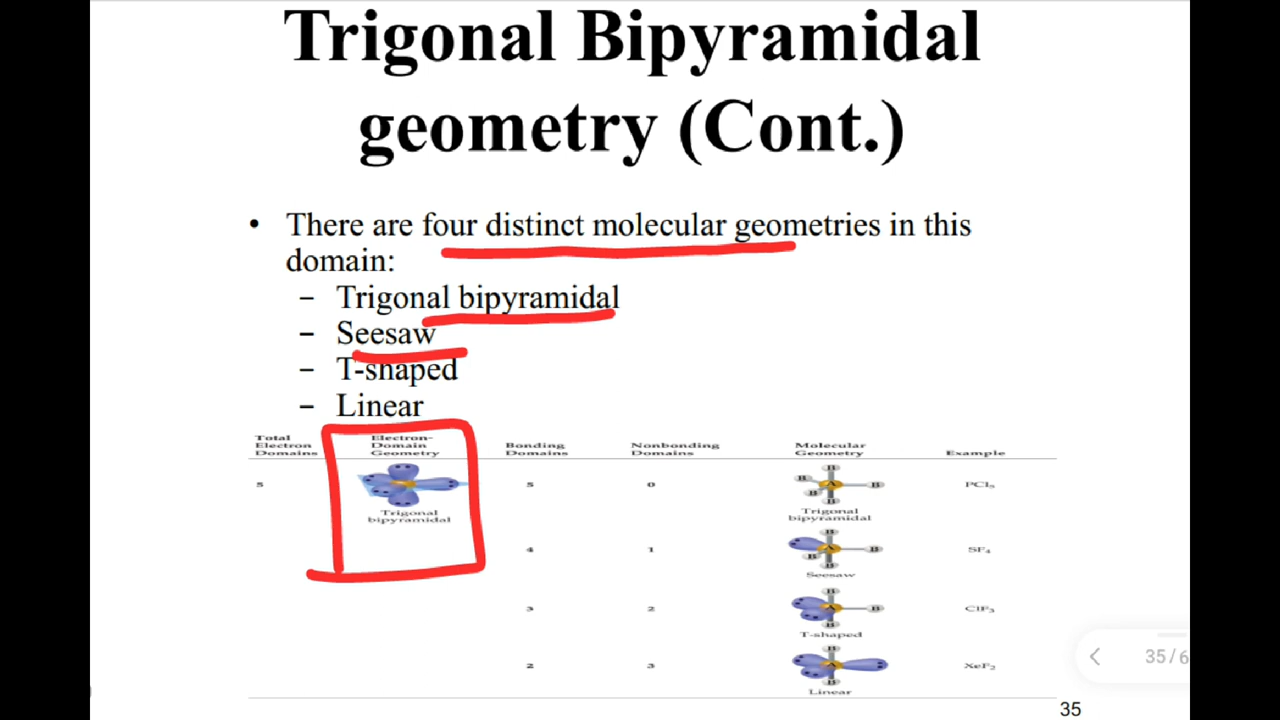 Trigonal Bipyramidal
geometry (Cont.)
• There are four distinct molecular geometries in this
domain:
– Trigonal bipyramidal
– Seesaw
– T-shaped
– Linear
Total Electron Domains Electron-Domain Geometry Bonding Domains Nonbonding Domains Molecular Geometry Example
5 Trigonal bipyramidal 5 0 B B B A B B Trigonal bipyramidal PCl₅
4 1 B A B B B Seesaw SF₄
3 2 B A B B T-shaped ClF₃
2 3 B A B Linear XeF₂
35/6
35